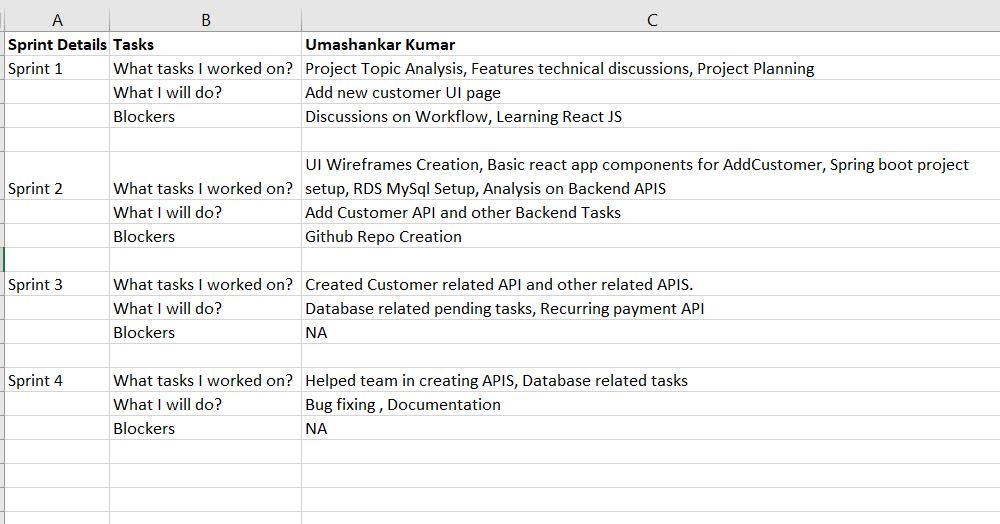 A B C
Sprint Details Tasks Umashankar Kumar
Sprint 1 What tasks I worked on? Project Topic Analysis, Features technical discussions, Project Planning
What I will do? Add new customer UI page
Blockers Discussions on Workflow, Learning React JS
UI Wireframes Creation, Basic react app components for AddCustomer, Spring boot project
Sprint 2 What tasks I worked on? setup, RDS MySql Setup, Analysis on Backend APIS
What I will do? Add Customer API and other Backend Tasks
Blockers Github Repo Creation
Sprint 3 What tasks I worked on? Created Customer related API and other related APIS.
What I will do? Database related pending tasks, Recurring payment API
Blockers NA
Sprint 4 What tasks I worked on? Helped team in creating APIS, Database related tasks
What I will do? Bug fixing , Documentation
Blockers NA